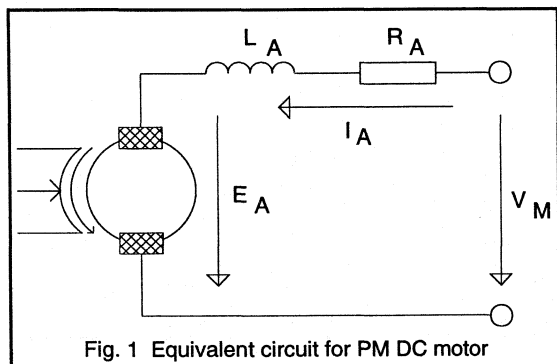 L A
R A
I A
E A
V M
Fig. 1 Equivalent circuit for PM DC motor